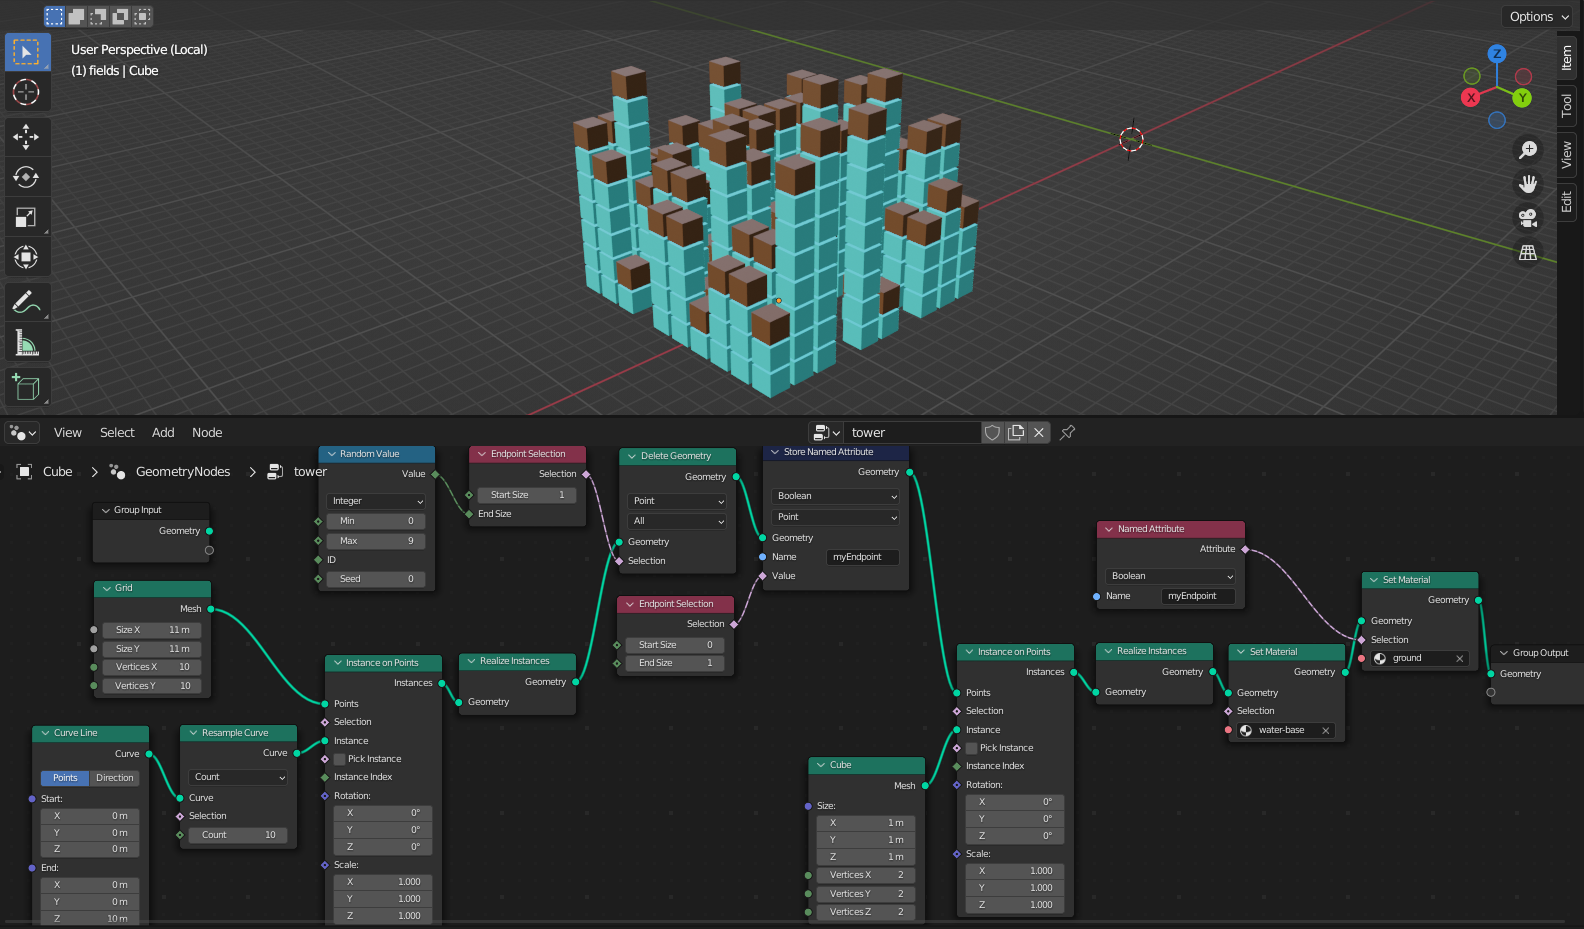 Options
User Perspective (Local)
(1) fields | Cube
Z
X
Y
Item
Tool
View
Edit
View
Select
Add
Node
tower
Cube
GeometryNodes
tower
Random Value
Value
Integer
Min 0
Max 9
ID
Seed 0
Endpoint Selection
Selection
Start Size 1
End Size
Delete Geometry
Geometry
Point
All
Geometry
Selection
Store Named Attribute
Geometry
Boolean
Point
Geometry
Name myEndpoint
Value
Group Input
Geometry
Grid
Mesh
Size X 11 m
Size Y 11 m
Vertices X 10
Vertices Y 10
Endpoint Selection
Selection
Start Size 0
End Size 1
Named Attribute
Attribute
Boolean
Name myEndpoint
Set Material
Geometry
Geometry
Selection
ground
Group Output
Geometry
Curve Line
Curve
Points Direction
Start:
X 0 m
Y 0 m
Z 0 m
End:
X 0 m
Y 0 m
Z 10 m
Resample Curve
Curve
Count
Curve
Selection
Count 10
Instance on Points
Instances
Points
Selection
Instance
Pick Instance
Instance Index
Rotation:
X 0°
Y 0°
Z 0°
Scale:
X 1.000
Y 1.000
Z 1.000
Realize Instances
Geometry
Geometry
Cube
Mesh
Size:
X 1 m
Y 1 m
Z 1 m
Vertices X 2
Vertices Y 2
Vertices Z 2
Instance on Points
Instances
Points
Selection
Instance
Pick Instance
Instance Index
Rotation:
X 0°
Y 0°
Z 0°
Scale:
X 1.000
Y 1.000
Z 1.000
Realize Instances
Geometry
Geometry
Set Material
Geometry
Geometry
Selection
water-base